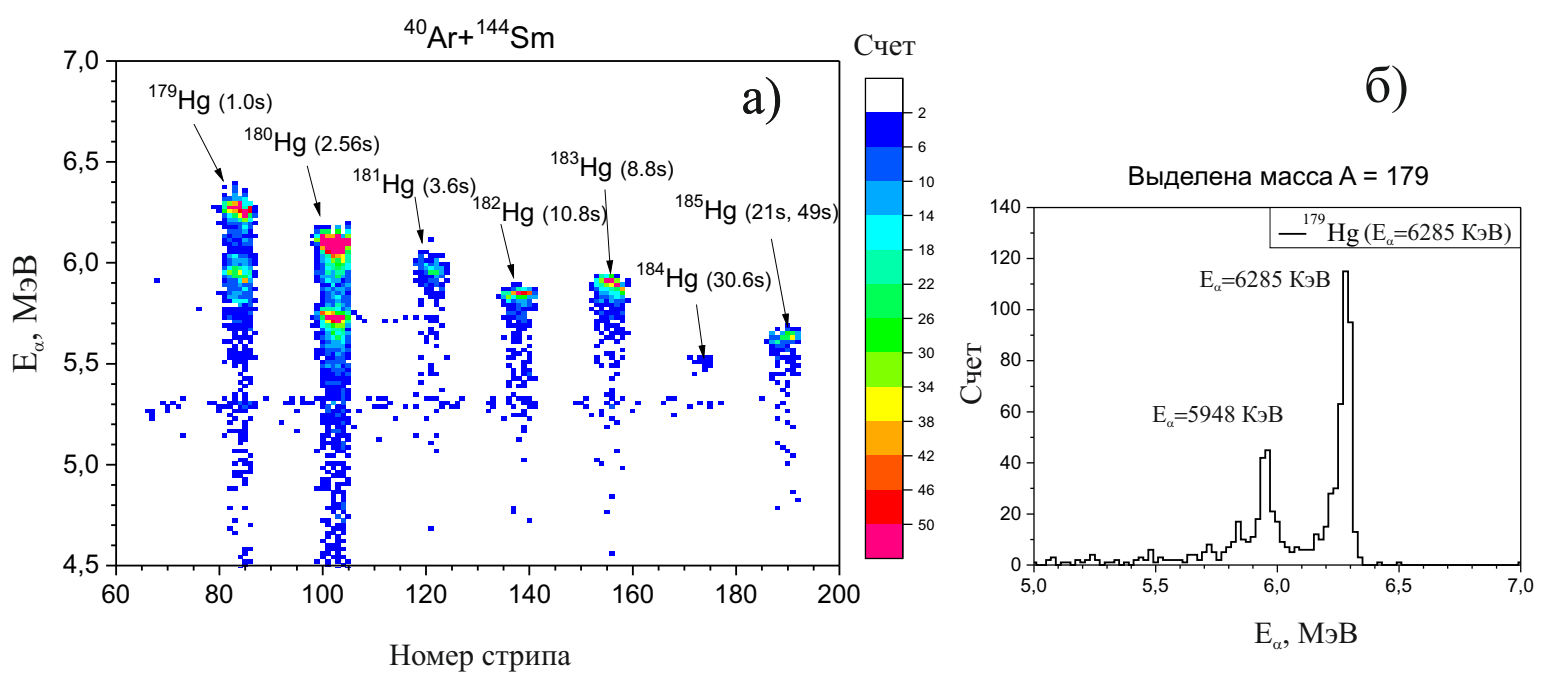 ⁴⁰Ar+¹⁴⁴Sm
Счет
а)
¹⁷⁹Hg (1.0s)
¹⁸⁰Hg (2.56s)
¹⁸¹Hg (3.6s)
¹⁸²Hg (10.8s)
¹⁸³Hg (8.8s)
¹⁸⁴Hg (30.6s)
¹⁸⁵Hg (21s, 49s)
7,0
6,5
6,0
5,5
5,0
4,5
Eα, МэВ
60 80 100 120 140 160 180 200
Номер стрипа
2
6
10
14
18
22
26
30
34
38
42
46
50
б)
Выделена масса А = 179
¹⁷⁹Hg (Eα=6285 КэВ)
Eα=6285 КэВ
Eα=5948 КэВ
140
120
100
80
60
40
20
0
Счет
5,0 5,5 6,0 6,5 7,0
Eα, МэВ